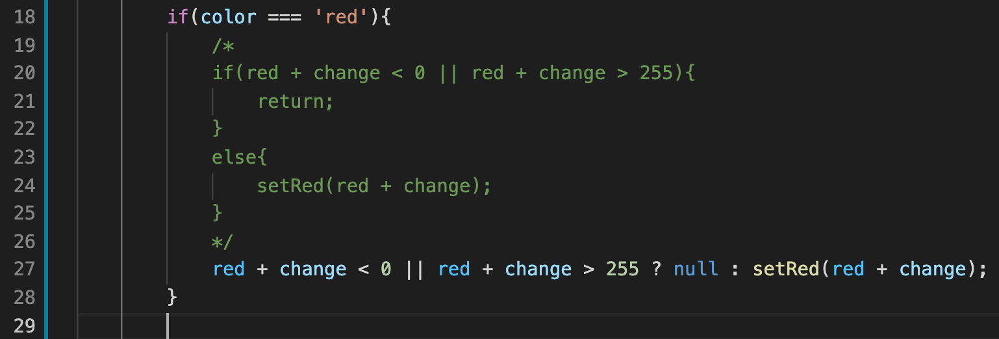 18 if(color === 'red'){
19 /*
20 if(red + change < 0 || red + change > 255){
21 return;
22 }
23 else{
24 setRed(red + change);
25 }
26 */
27 red + change < 0 || red + change > 255 ? null : setRed(red + change);
28 }
29